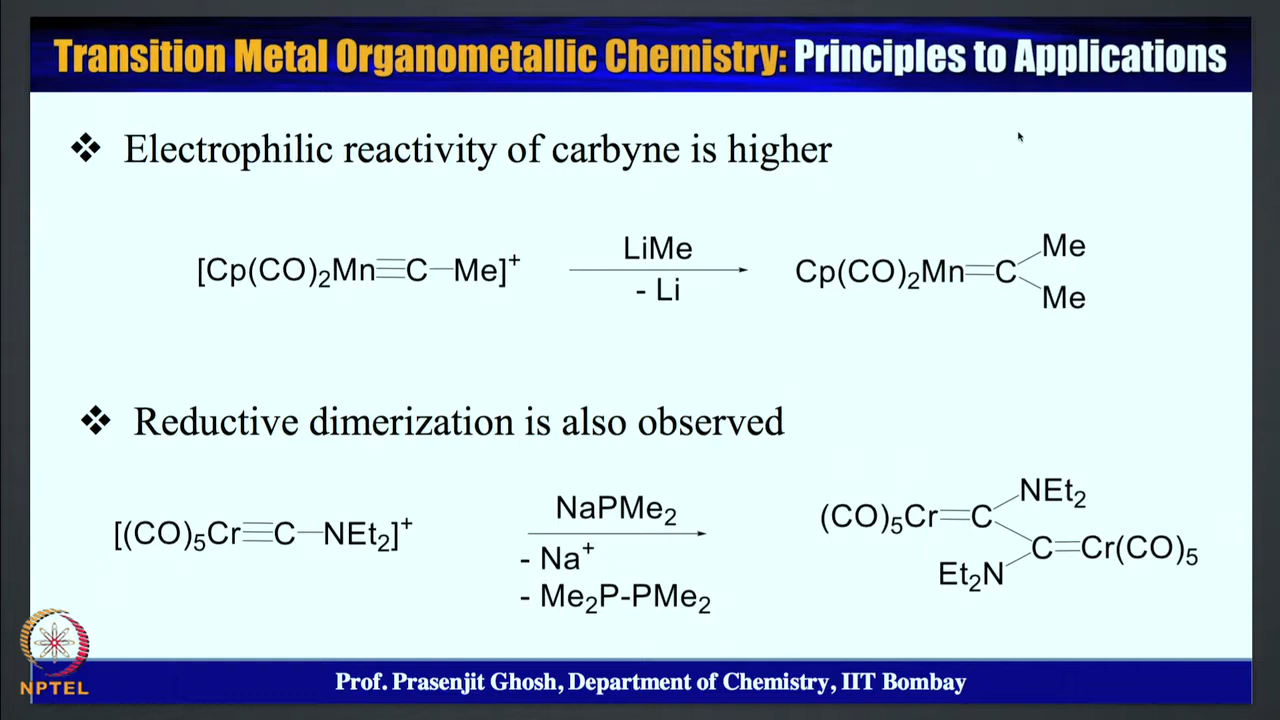 Transition Metal Organometallic Chemistry: Principles to Applications
❖ Electrophilic reactivity of carbyne is higher
[Cp(CO)₂Mn≡C–Me]⁺
LiMe
- Li
Cp(CO)₂Mn=C
Me
Me
❖ Reductive dimerization is also observed
[(CO)₅Cr≡C–NEt₂]⁺
NaPMe₂
- Na⁺
- Me₂P-PMe₂
(CO)₅Cr=C
NEt₂
C=Cr(CO)₅
Et₂N
NPTEL
Prof. Prasenjit Ghosh, Department of Chemistry, IIT Bombay